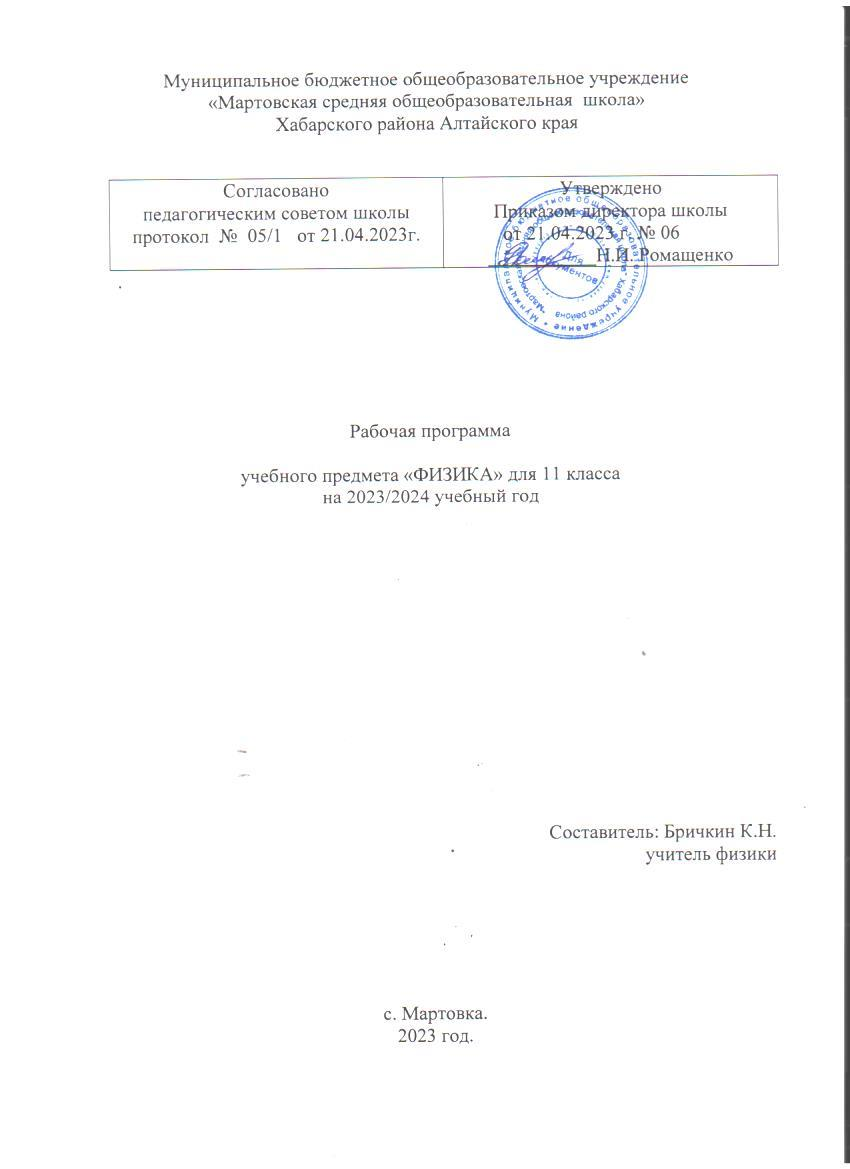 Муниципальное бюджетное общеобразовательное учреждение
«Мартовская средняя общеобразовательная школа»
Хабарского района Алтайского края
Согласовано
педагогическим советом школы
протокол № 05/1 от 21.04.2023г.
Утверждено
Приказом директора школы
от 21.04.2023 г. № 06
Н.И. Ромащенко
Для
документов
Рабочая программа
учебного предмета «ФИЗИКА» для 11 класса
на 2023/2024 учебный год
Составитель: Бричкин К.Н.
учитель физики
с. Мартовка.
2023 год.